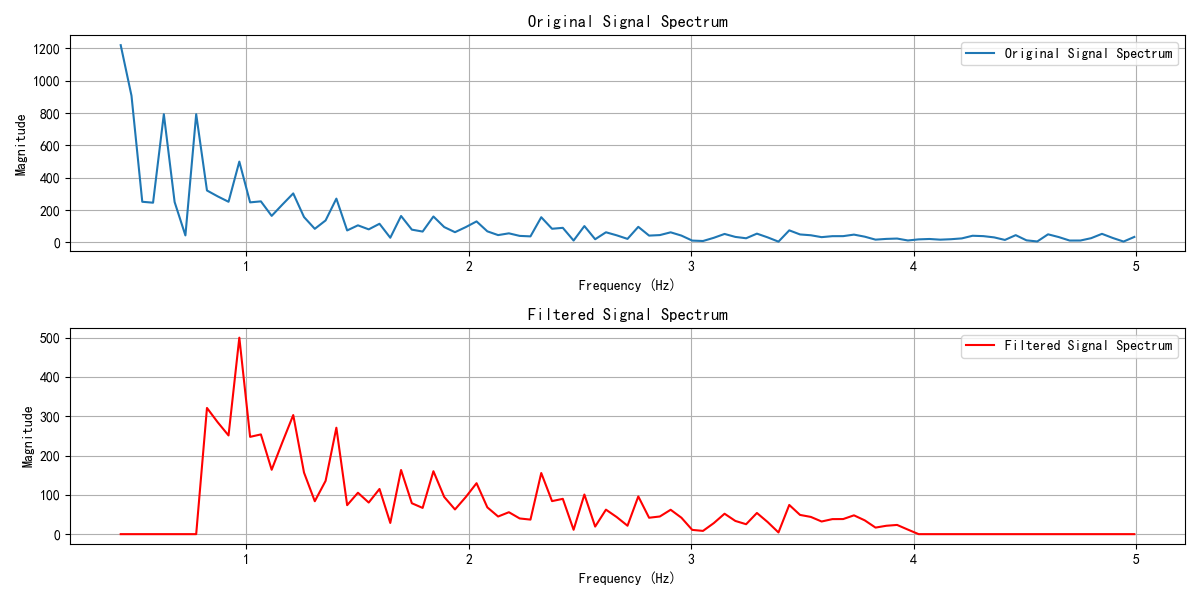 Original Signal Spectrum
Original Signal Spectrum
1200
1000
800
600
400
200
0
Magnitude
1 2 3 4 5
Frequency (Hz)
Filtered Signal Spectrum
Filtered Signal Spectrum
500
400
300
200
100
0
Magnitude
1 2 3 4 5
Frequency (Hz)